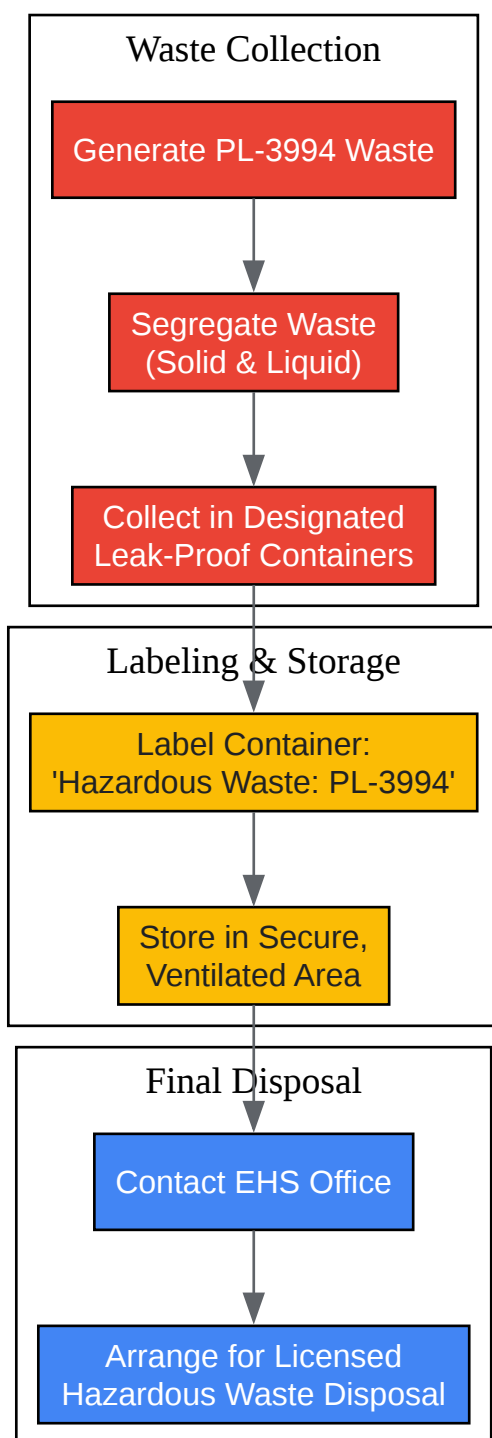 Waste Collection
Generate PL-3994 Waste
Segregate Waste
(Solid & Liquid)
Collect in Designated
Leak-Proof Containers
Labeling & Storage
Label Container:
'Hazardous Waste: PL-3994'
Store in Secure,
Ventilated Area
Final Disposal
Contact EHS Office
Arrange for Licensed
Hazardous Waste Disposal